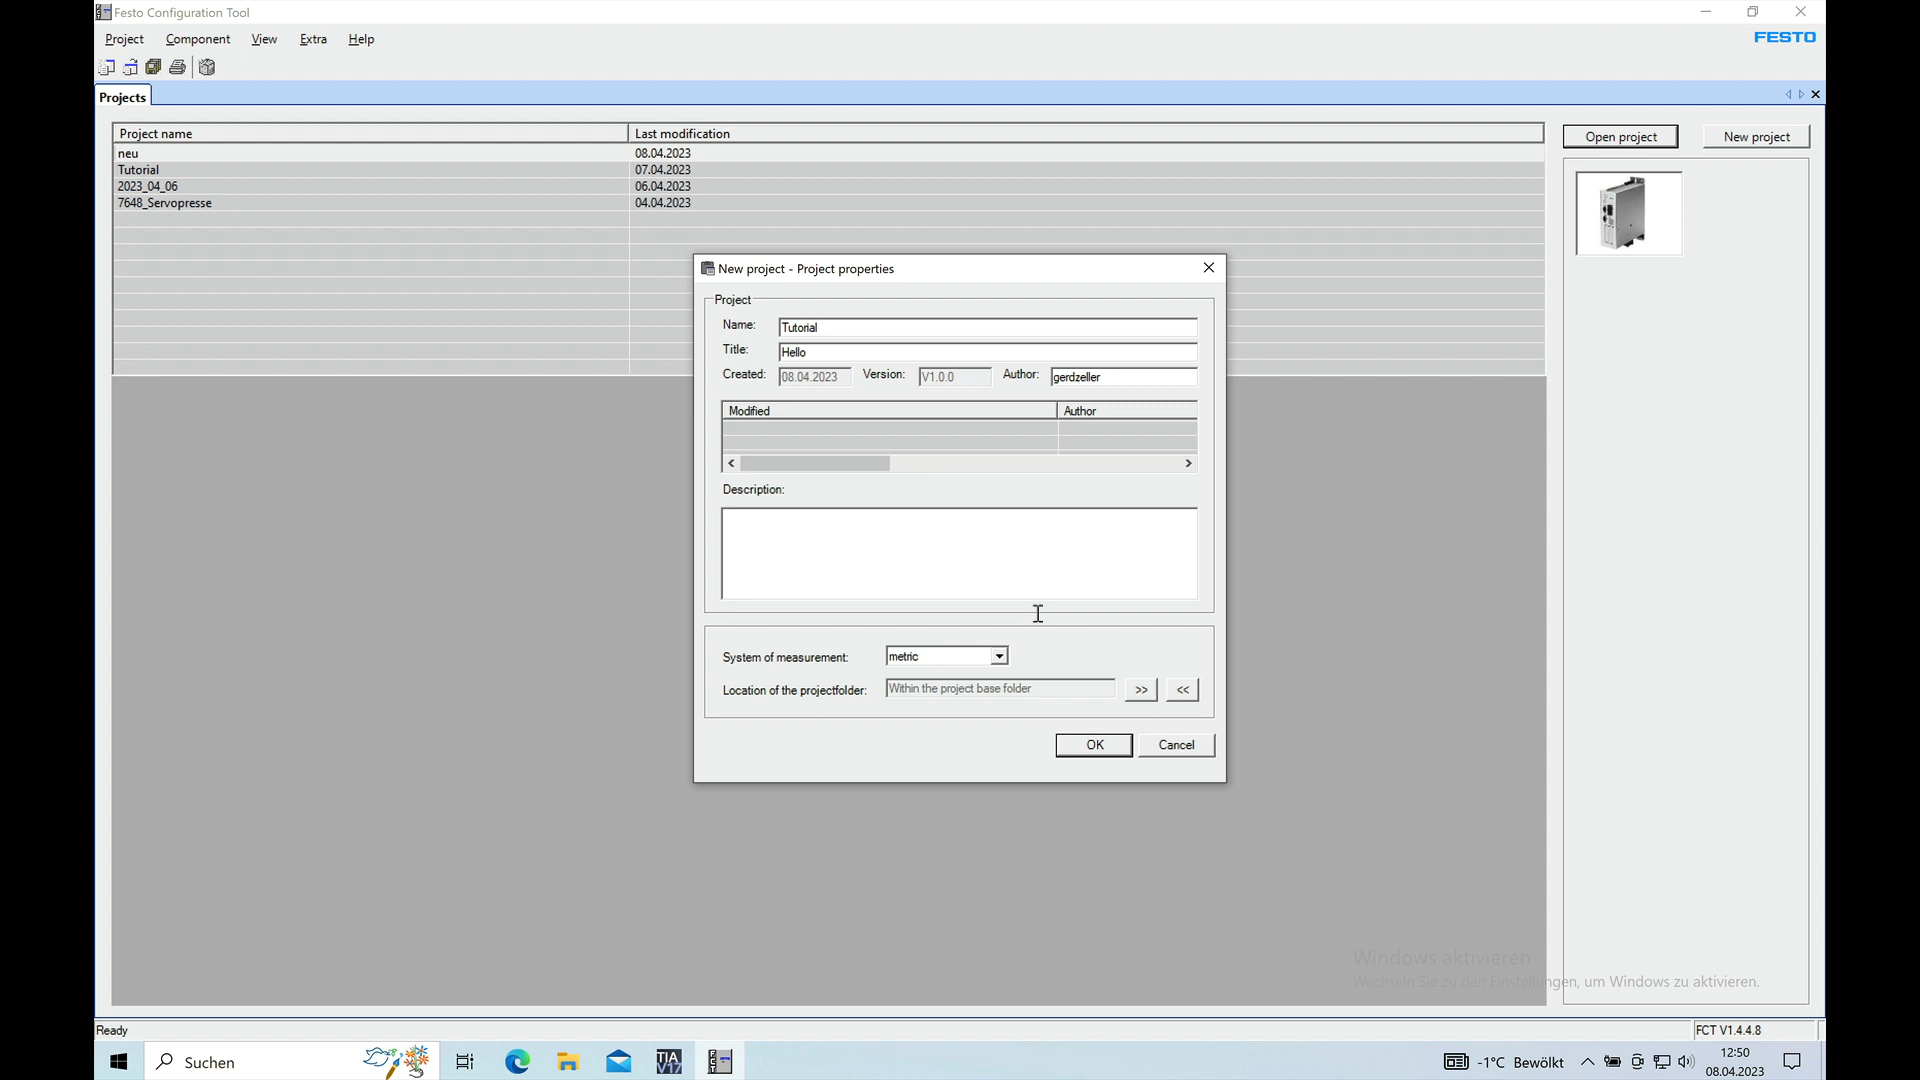 Festo Configuration Tool
Project Component View Extra Help
FESTO
Projects
Project name Last modification
neu 08.04.2023
Tutorial 07.04.2023
2023_04_06 06.04.2023
7648_Servopresse 04.04.2023
Open project New project
New project - Project properties
Project
Name: Tutorial
Title: Hello
Created: 08.04.2023 Version: V1.0.0 Author: gerdzeller
Modified Author
Description:
System of measurement: metric
Location of the projectfolder: Within the project base folder >> <<
OK Cancel
Windows aktivieren
Wechseln Sie zu den Einstellungen, um Windows zu aktivieren.
Ready FCT V1.4.4.8
Suchen
TIA
V17
FCT
-1°C Bewölkt
12:50
08.04.2023